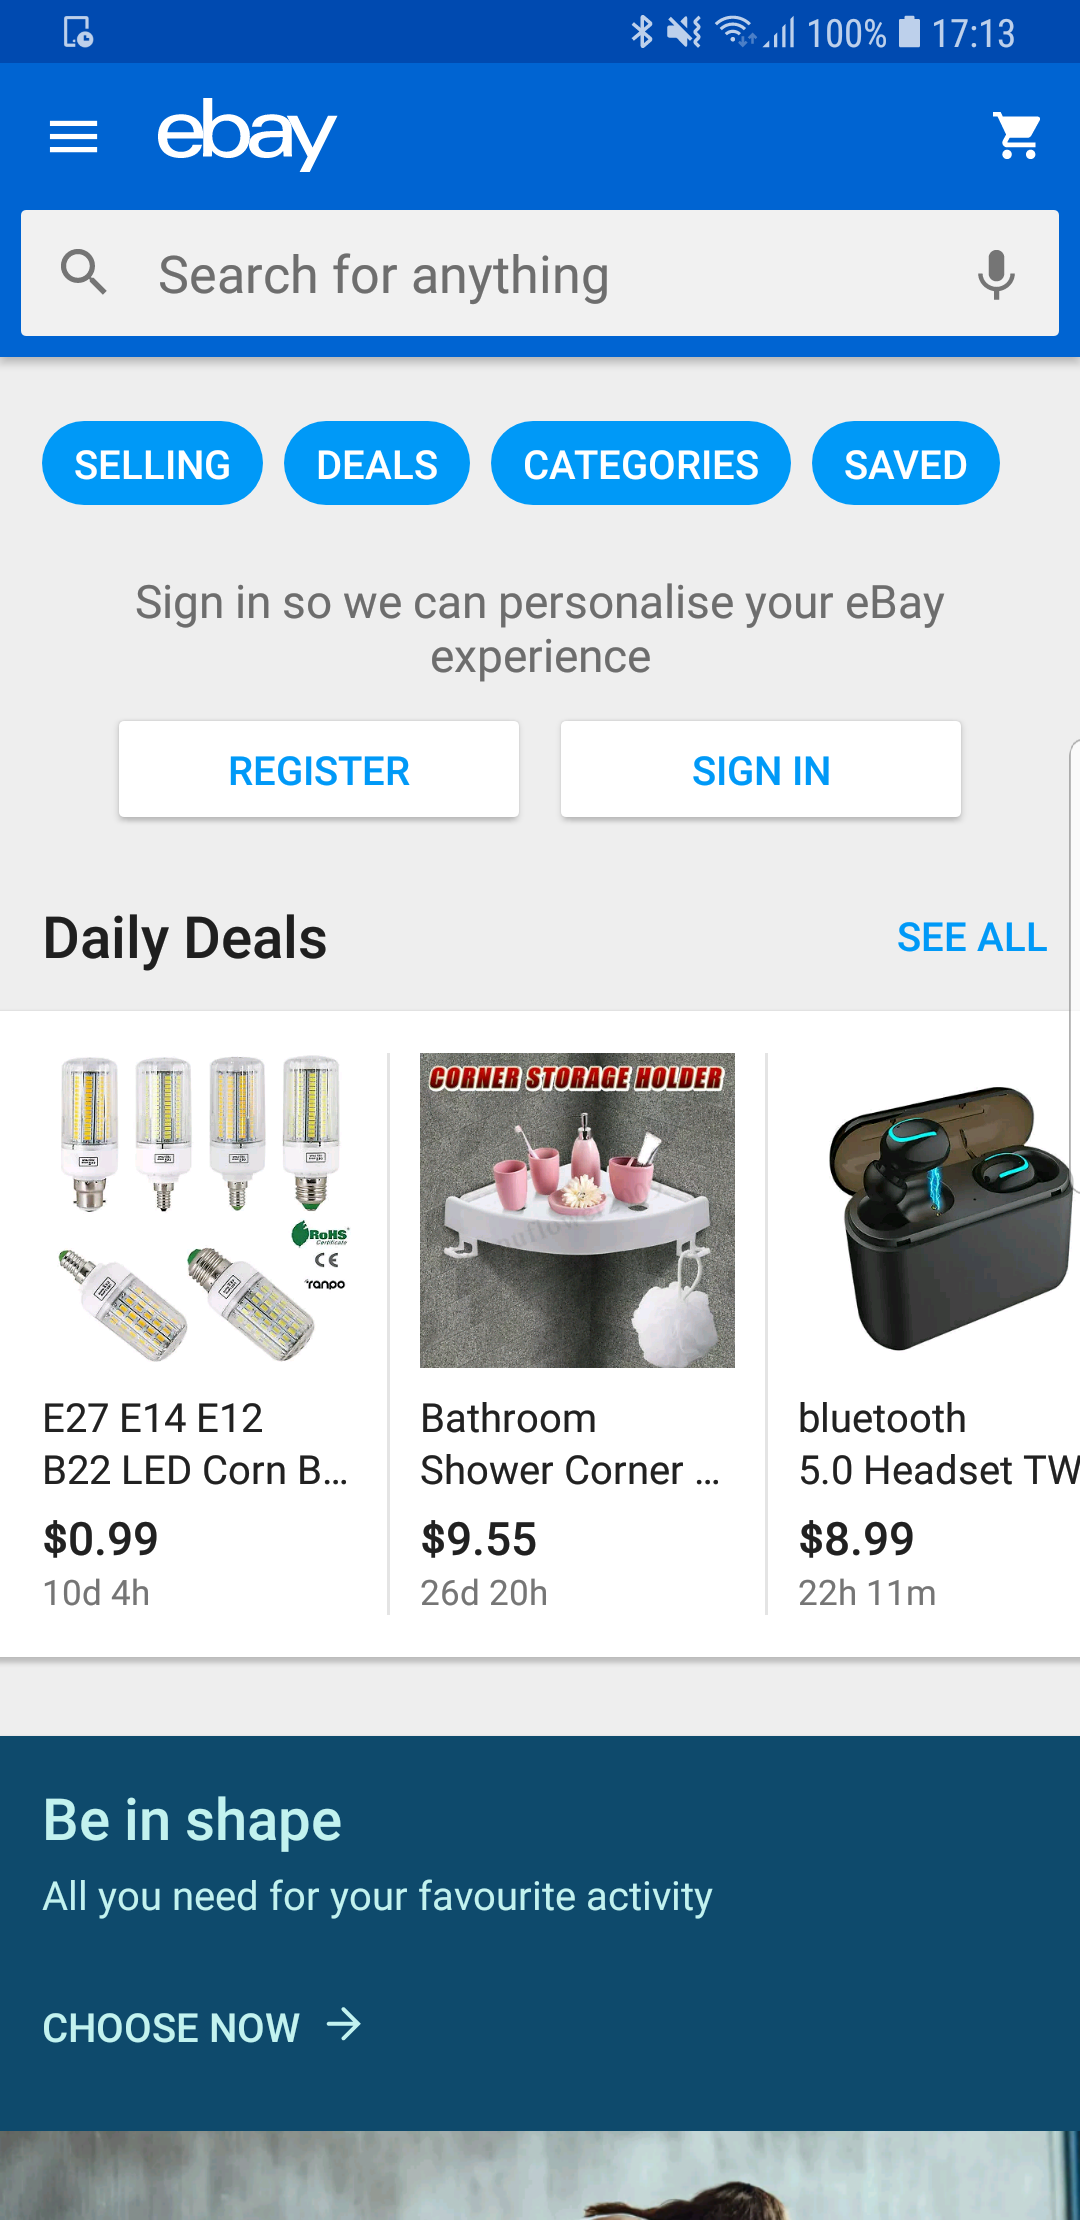 100% 17:13
ebay
Search for anything
SELLING DEALS CATEGORIES SAVED
Sign in so we can personalise your eBay
experience
REGISTER SIGN IN
Daily Deals SEE ALL
CORNER STORAGE HOLDER
RoHS
Certificate
CE
ranpo
E27 E14 E12
B22 LED Corn B...
$0.99
10d 4h
Bathroom
Shower Corner ...
$9.55
26d 20h
bluetooth
5.0 Headset TW
$8.99
22h 11m
Be in shape
All you need for your favourite activity
CHOOSE NOW →